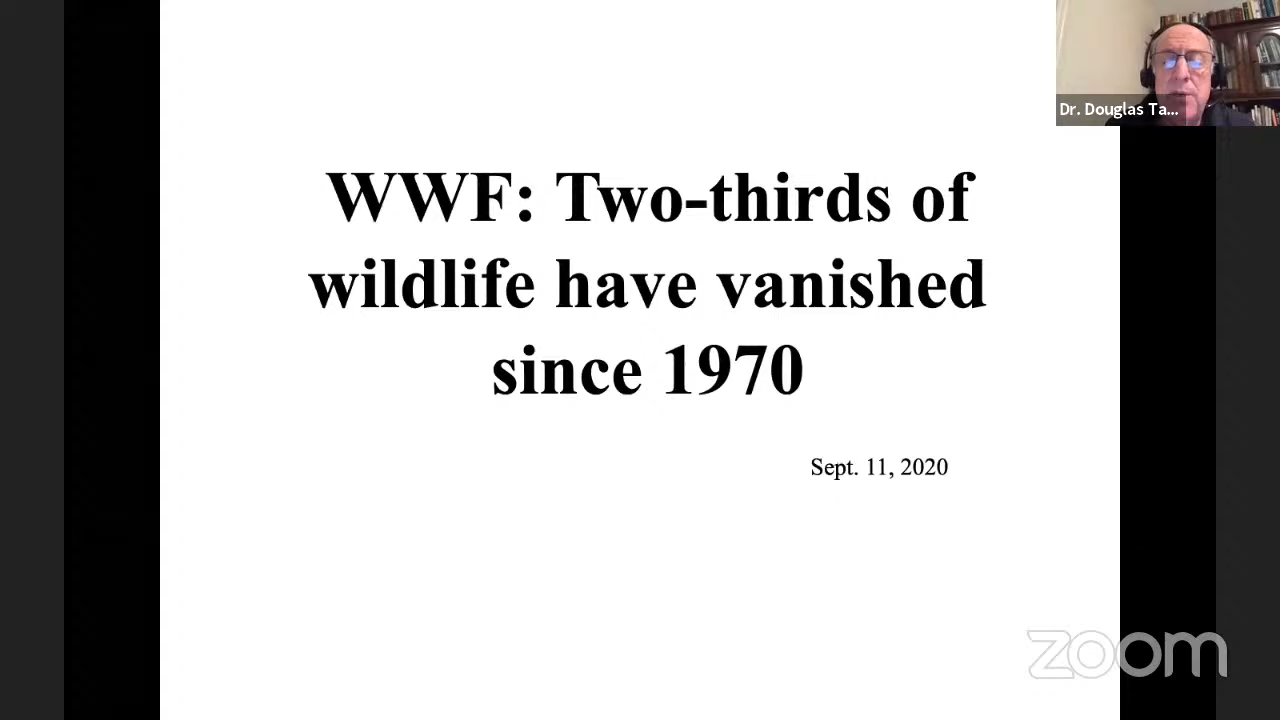 Dr. Douglas Ta...
WWF: Two-thirds of
wildlife have vanished
since 1970
Sept. 11, 2020
zoom